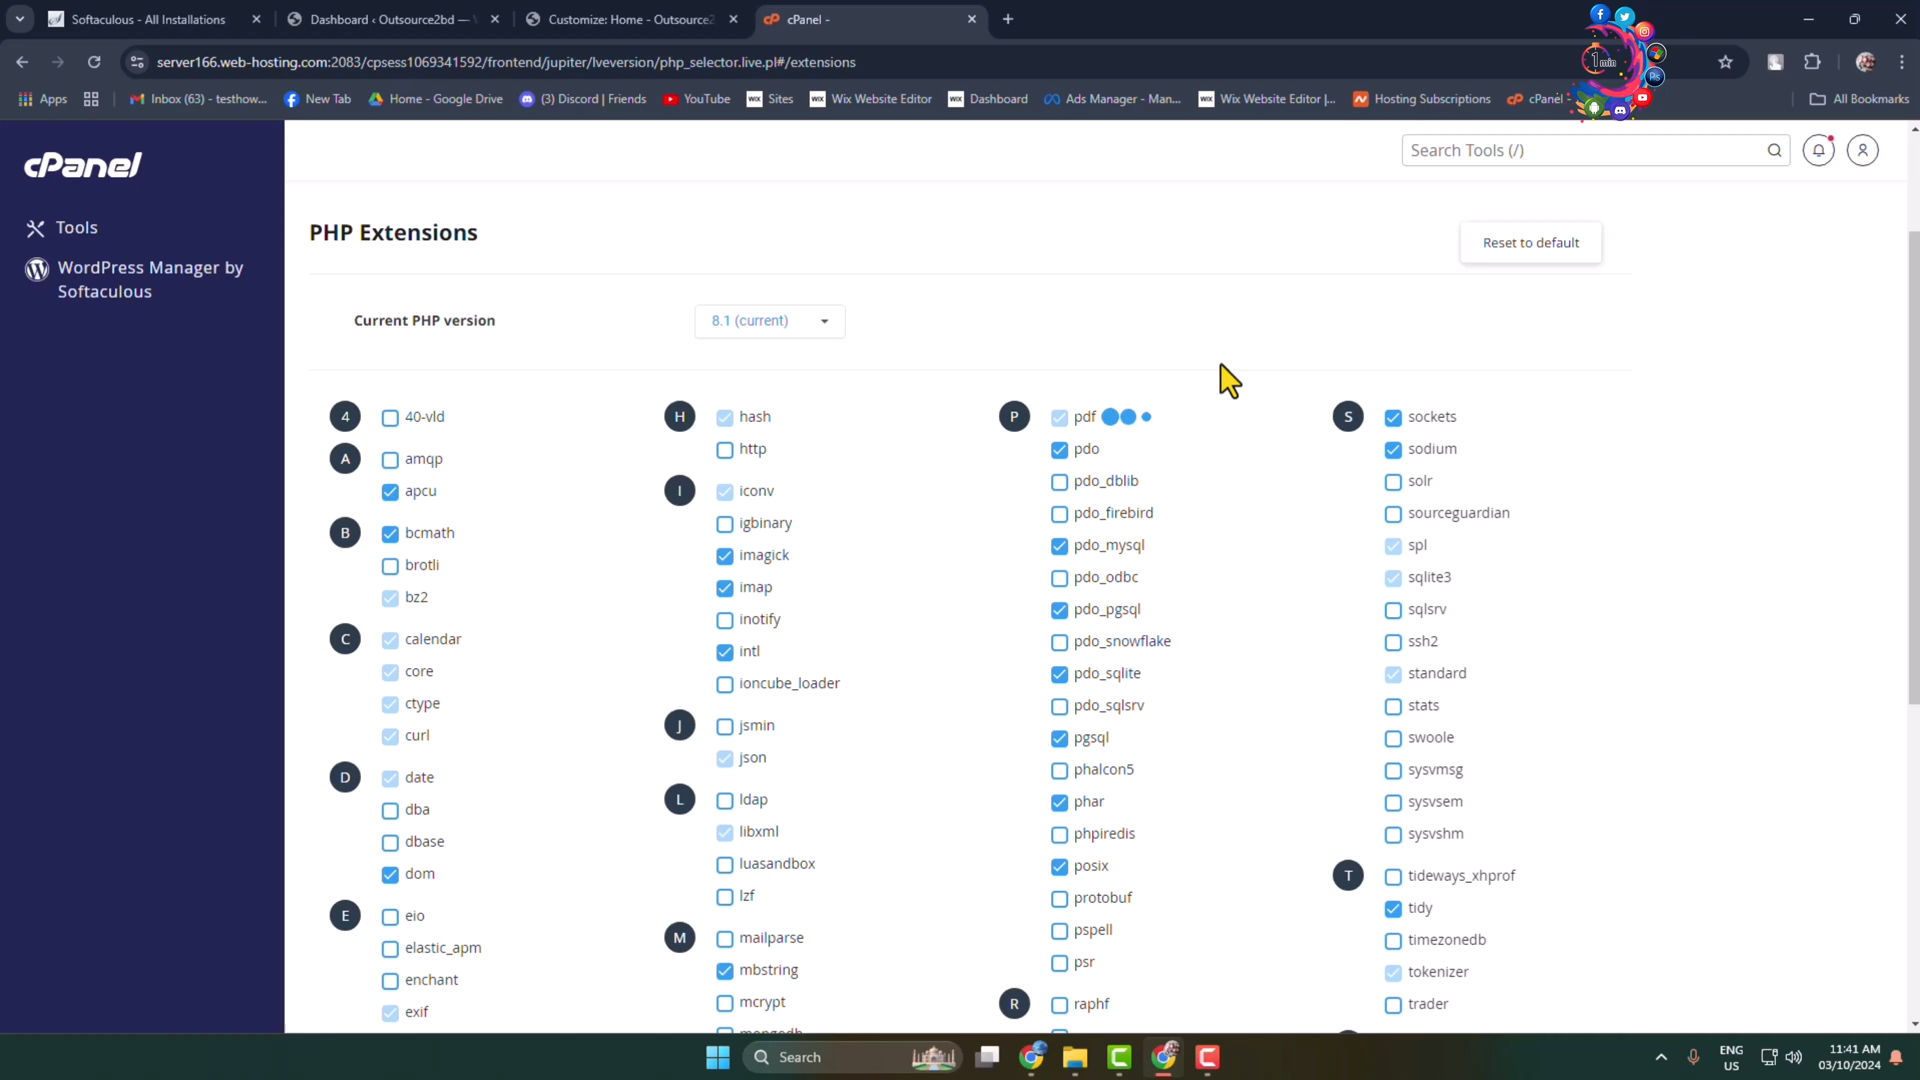 Softaculous - All Installations
Dashboard ‹ Outsource2bd —
Customize: Home - Outsource2
cPanel -
server166.web-hosting.com:2083/cpsess1069341592/frontend/jupiter/lveversion/php_selector.live.pl#/extensions
1min
Ps
Apps
Inbox (63) - testhow...
New Tab
Home - Google Drive
(3) Discord | Friends
YouTube
WIX Sites
WIX Wix Website Editor
WIX Dashboard
Ads Manager - Man...
WIX Wix Website Editor |...
Hosting Subscriptions
cPanel -
All Bookmarks
cPanel
Search Tools (/)
Tools
WordPress Manager by
Softaculous
PHP Extensions
Reset to default
Current PHP version
8.1 (current)
4
40-vld
A
amqp
apcu
B
bcmath
brotli
bz2
C
calendar
core
ctype
curl
D
date
dba
dbase
dom
E
eio
elastic_apm
enchant
exif
H
hash
http
I
iconv
igbinary
imagick
imap
inotify
intl
ioncube_loader
J
jsmin
json
L
ldap
libxml
luasandbox
lzf
M
mailparse
mbstring
mcrypt
mongodb
P
pdf
pdo
pdo_dblib
pdo_firebird
pdo_mysql
pdo_odbc
pdo_pgsql
pdo_snowflake
pdo_sqlite
pdo_sqlsrv
pgsql
phalcon5
phar
phpiredis
posix
protobuf
pspell
psr
R
raphf
S
sockets
sodium
solr
sourceguardian
spl
sqlite3
sqlsrv
ssh2
standard
stats
swoole
sysvmsg
sysvsem
sysvshm
T
tideways_xhprof
tidy
timezonedb
tokenizer
trader
Search
ENG
US
11:41 AM
03/10/2024